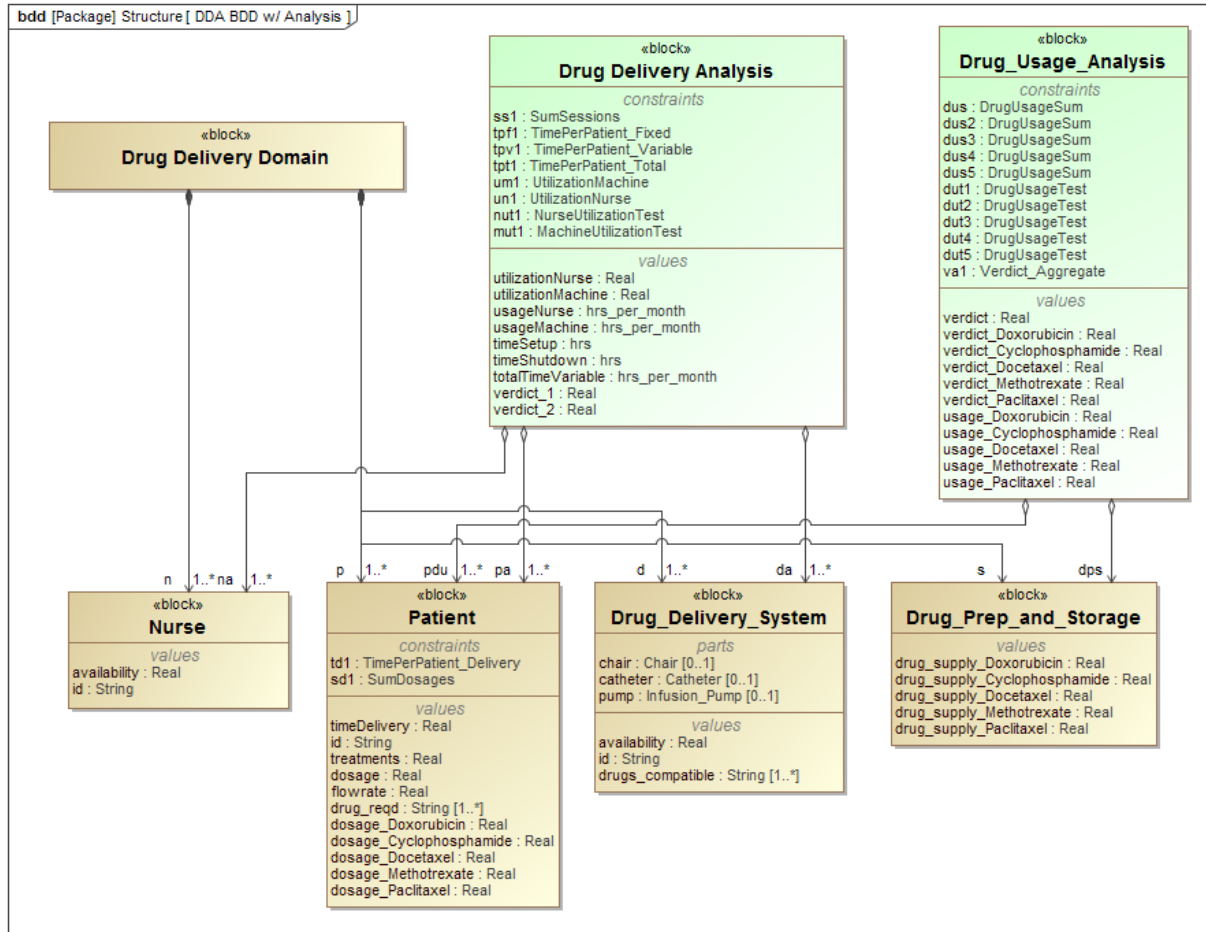 bdd [Package] Structure [ DDA BDD w/ Analysis ]
«block»
Drug Delivery Domain
«block»
Drug Delivery Analysis
constraints
ss1 : SumSessions
tpf1 : TimePerPatient_Fixed
tpv1 : TimePerPatient_Variable
tpt1 : TimePerPatient_Total
um1 : UtilizationMachine
un1 : UtilizationNurse
nut1 : NurseUtilizationTest
mut1 : MachineUtilizationTest
values
utilizationNurse : Real
utilizationMachine : Real
usageNurse : hrs_per_month
usageMachine : hrs_per_month
timeSetup : hrs
timeShutdown : hrs
totalTimeVariable : hrs_per_month
verdict_1 : Real
verdict_2 : Real
«block»
Drug_Usage_Analysis
constraints
dus : DrugUsageSum
dus2 : DrugUsageSum
dus3 : DrugUsageSum
dus4 : DrugUsageSum
dus5 : DrugUsageSum
dut1 : DrugUsageTest
dut2 : DrugUsageTest
dut3 : DrugUsageTest
dut4 : DrugUsageTest
dut5 : DrugUsageTest
va1 : Verdict_Aggregate
values
verdict : Real
verdict_Doxorubicin : Real
verdict_Cyclophosphamide : Real
verdict_Docetaxel : Real
verdict_Methotrexate : Real
verdict_Paclitaxel : Real
usage_Doxorubicin : Real
usage_Cyclophosphamide : Real
usage_Docetaxel : Real
usage_Methotrexate : Real
usage_Paclitaxel : Real
n 1..* na 1..* p 1..* pdu 1..* pa 1..* d 1..* da 1..* s dps
«block»
Nurse
values
availability : Real
id : String
«block»
Patient
constraints
td1 : TimePerPatient_Delivery
sd1 : SumDosages
values
timeDelivery : Real
id : String
treatments : Real
dosage : Real
flowrate : Real
drug_reqd : String [1..*]
dosage_Doxorubicin : Real
dosage_Cyclophosphamide : Real
dosage_Docetaxel : Real
dosage_Methotrexate : Real
dosage_Paclitaxel : Real
«block»
Drug_Delivery_System
parts
chair : Chair [0..1]
catheter : Catheter [0..1]
pump : Infusion_Pump [0..1]
values
availability : Real
id : String
drugs_compatible : String [1..*]
«block»
Drug_Prep_and_Storage
values
drug_supply_Doxorubicin : Real
drug_supply_Cyclophosphamide : Real
drug_supply_Docetaxel : Real
drug_supply_Methotrexate : Real
drug_supply_Paclitaxel : Real